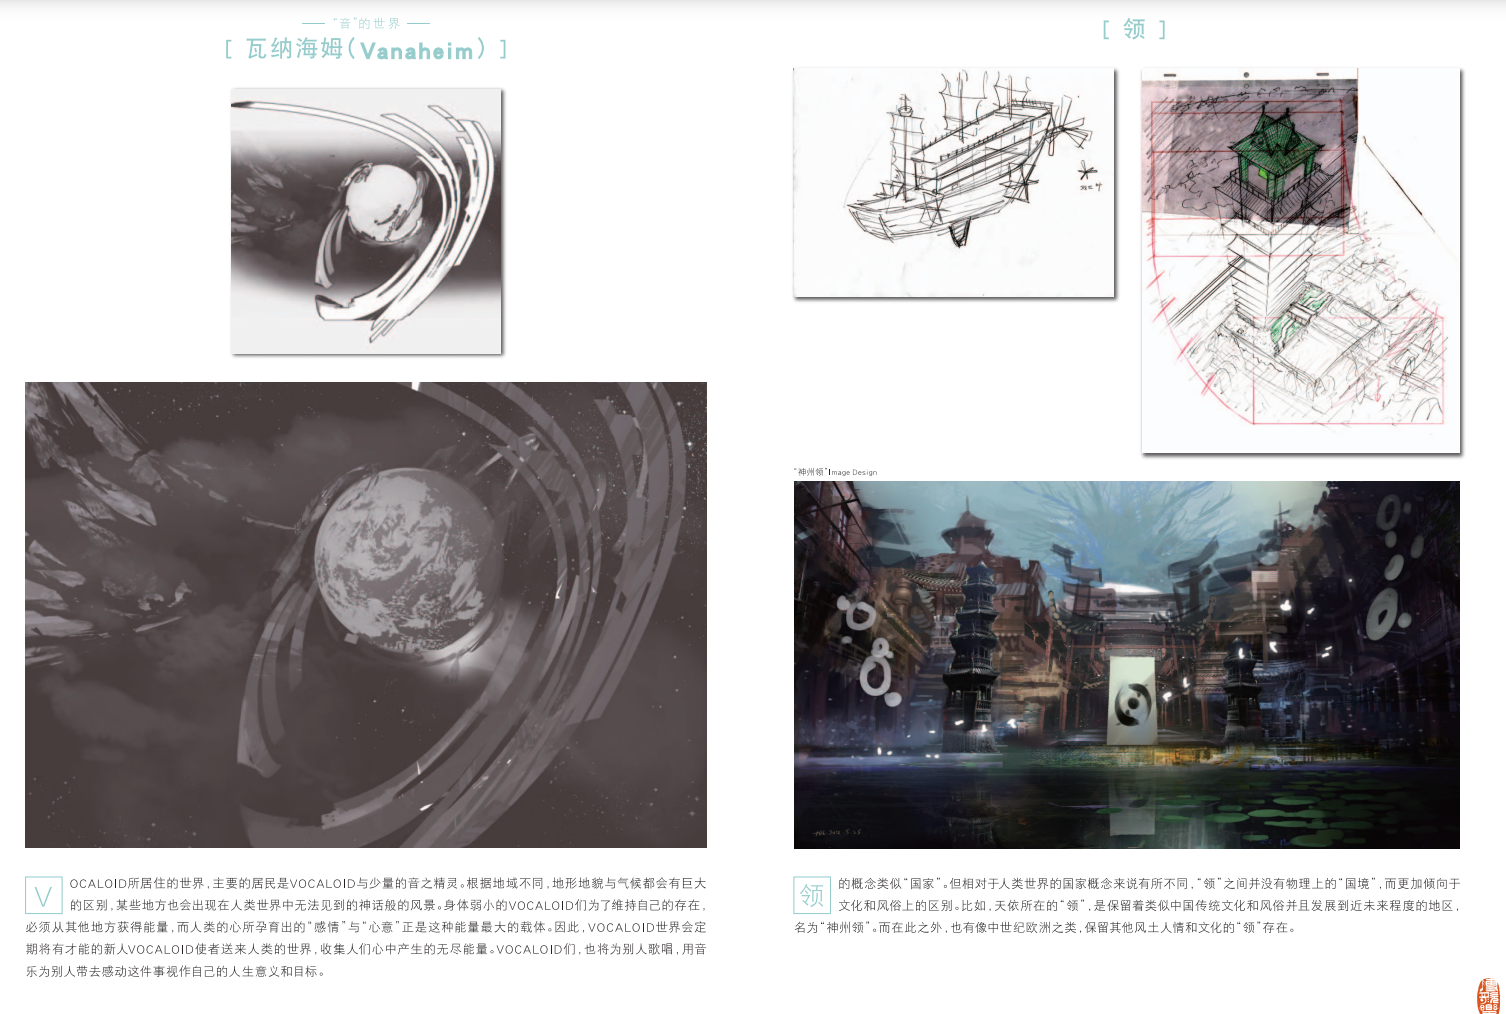 “音”的世界
[ 瓦纳海姆(Vanaheim) ]
VOCALOID所居住的世界,主要的居民是VOCALOID与少量的音之精灵。根据地域不同,地形地貌与气候都会有巨大
的区别,某些地方也会出现在人类世界中无法见到的神话般的风景。身体弱小的VOCALOID们为了维持自己的存在,
必须从其他地方获得能量,而人类的心所孕育出的“感情”与“心意”正是这种能量最大的载体。因此,VOCALOID世界会定
期将有才能的新人VOCALOID使者送来人类的世界,收集人们心中产生的无尽能量。VOCALOID们,也将为别人歌唱,用音
乐为别人带去感动这件事视作自己的人生意义和目标。
[ 领 ]
“神州领”Image Design
领的概念类似“国家”。但相对于人类世界的国家概念来说有所不同,“领”之间并没有物理上的“国境”,而更加倾向于
文化和风俗上的区别。比如,天依所在的“领”,是保留着类似中国传统文化和风俗并且发展到近未来程度的地区,
名为“神州领”。而在此之外,也有像中世纪欧洲之类,保留其他风土人情和文化的“领”存在。